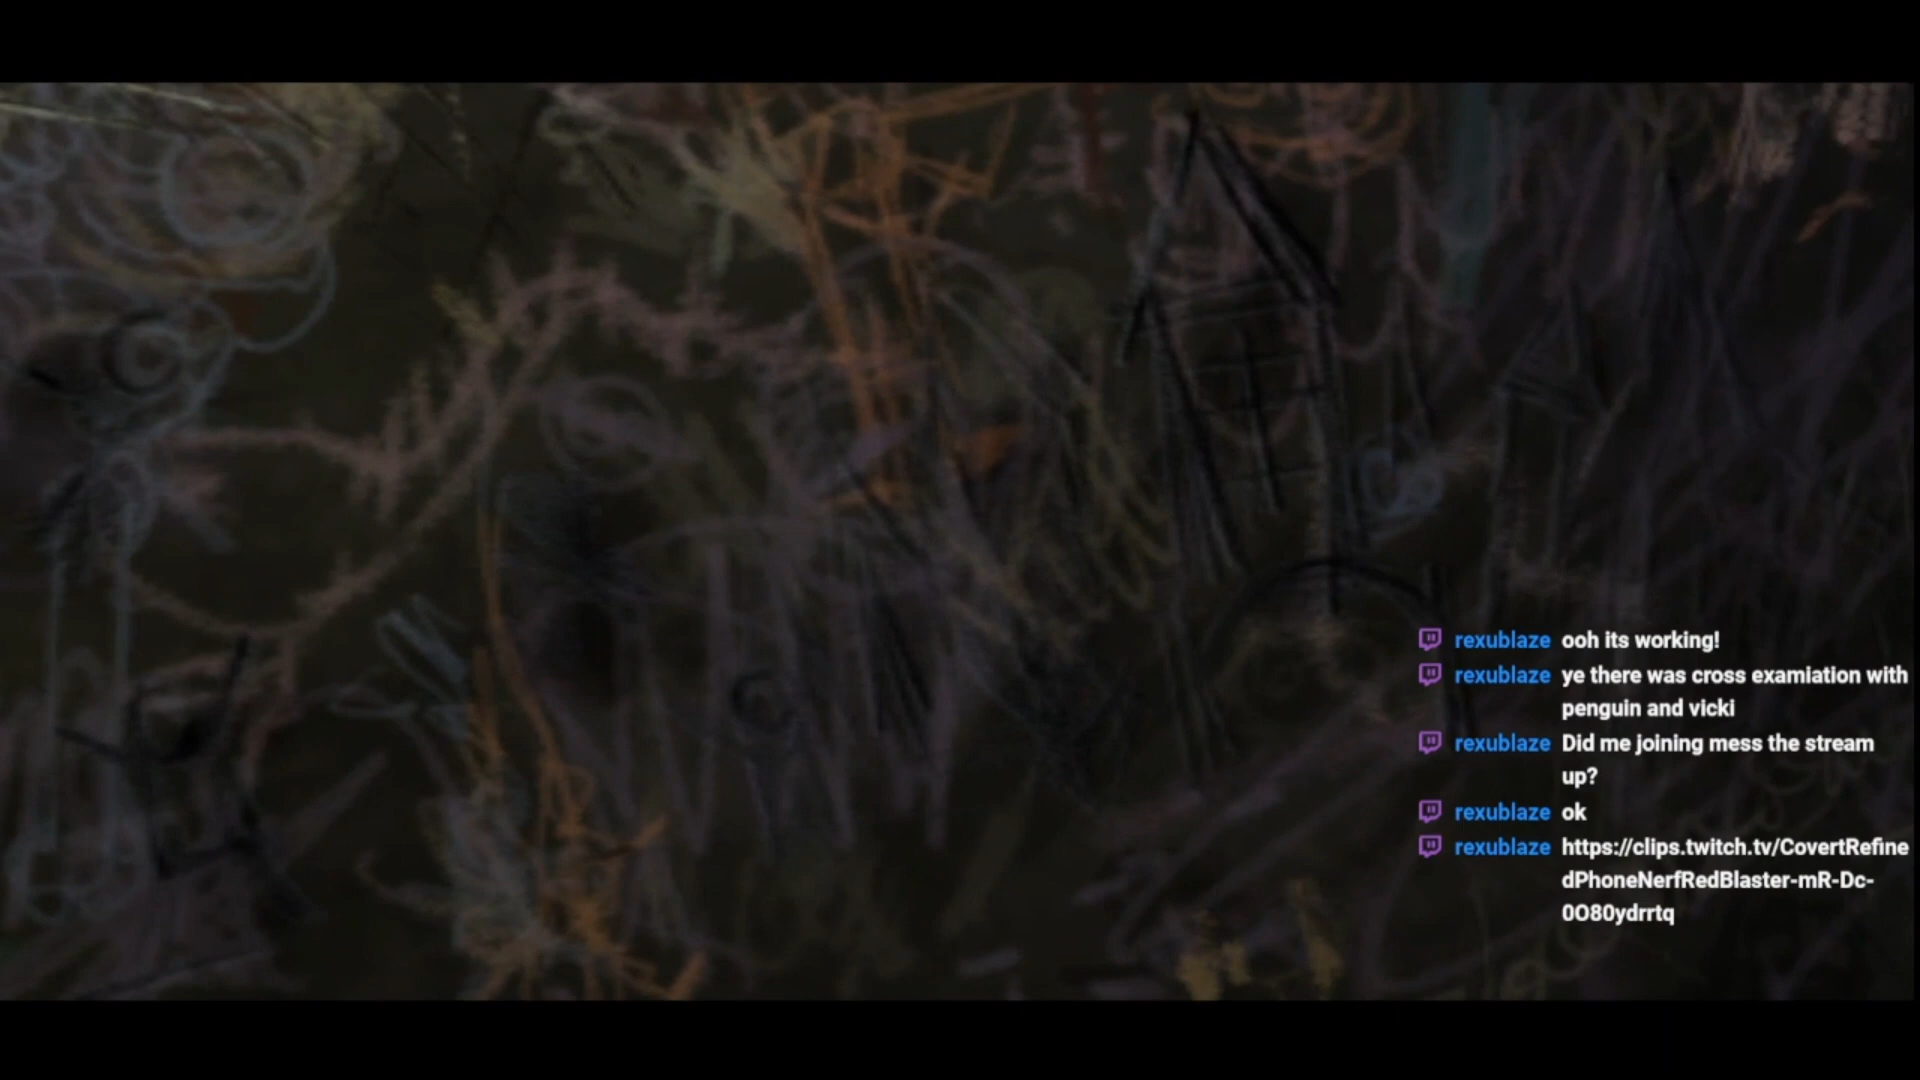 rexublaze ooh its working!
rexublaze ye there was cross examiation with
penguin and vicki
rexublaze Did me joining mess the stream
up?
rexublaze ok
rexublaze https://clips.twitch.tv/CovertRefine
dPhoneNerfRedBlaster-mR-Dc-
0O80ydrrtq